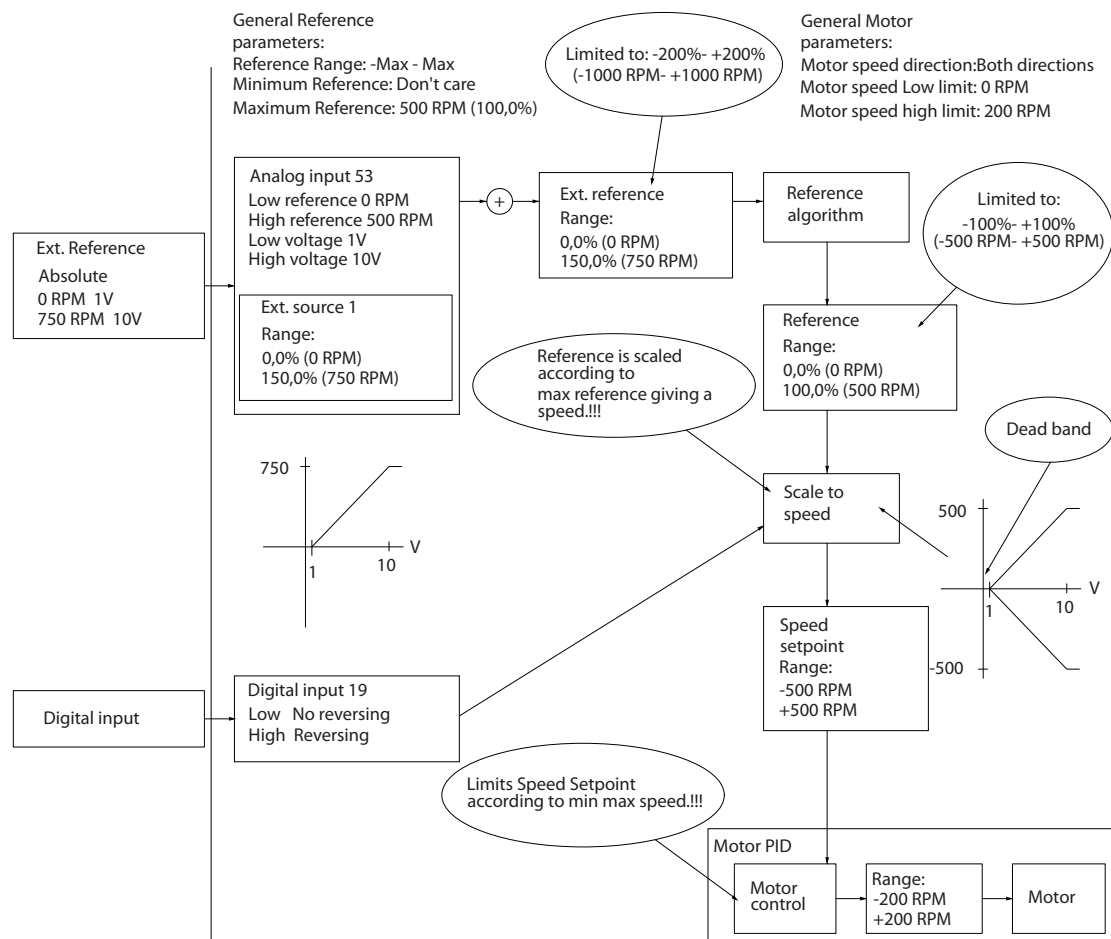 General Reference
parameters:
Reference Range: -Max - Max
Minimum Reference: Don't care
Maximum Reference: 500 RPM (100,0%)
Limited to: -200%- +200%
(-1000 RPM- +1000 RPM)
General Motor
parameters:
Motor speed direction:Both directions
Motor speed Low limit: 0 RPM
Motor speed high limit: 200 RPM
Ext. Reference
Absolute
0 RPM 1V
750 RPM 10V
Analog input 53
Low reference 0 RPM
High reference 500 RPM
Low voltage 1V
High voltage 10V
Ext. source 1
Range:
0,0% (0 RPM)
150,0% (750 RPM)
+
Ext. reference
Range:
0,0% (0 RPM)
150,0% (750 RPM)
Reference
algorithm
Limited to:
-100%- +100%
(-500 RPM- +500 RPM)
Reference
Range:
0,0% (0 RPM)
100,0% (500 RPM)
Reference is scaled
according to
max reference giving a
speed.!!!
Dead band
750
1
10
V
Scale to
speed
500
V
1
10
-500
Speed
setpoint
Range:
-500 RPM
+500 RPM
Digital input
Digital input 19
Low No reversing
High Reversing
Limits Speed Setpoint
according to min max speed.!!!
Motor PID
Motor
control
Range:
-200 RPM
+200 RPM
Motor